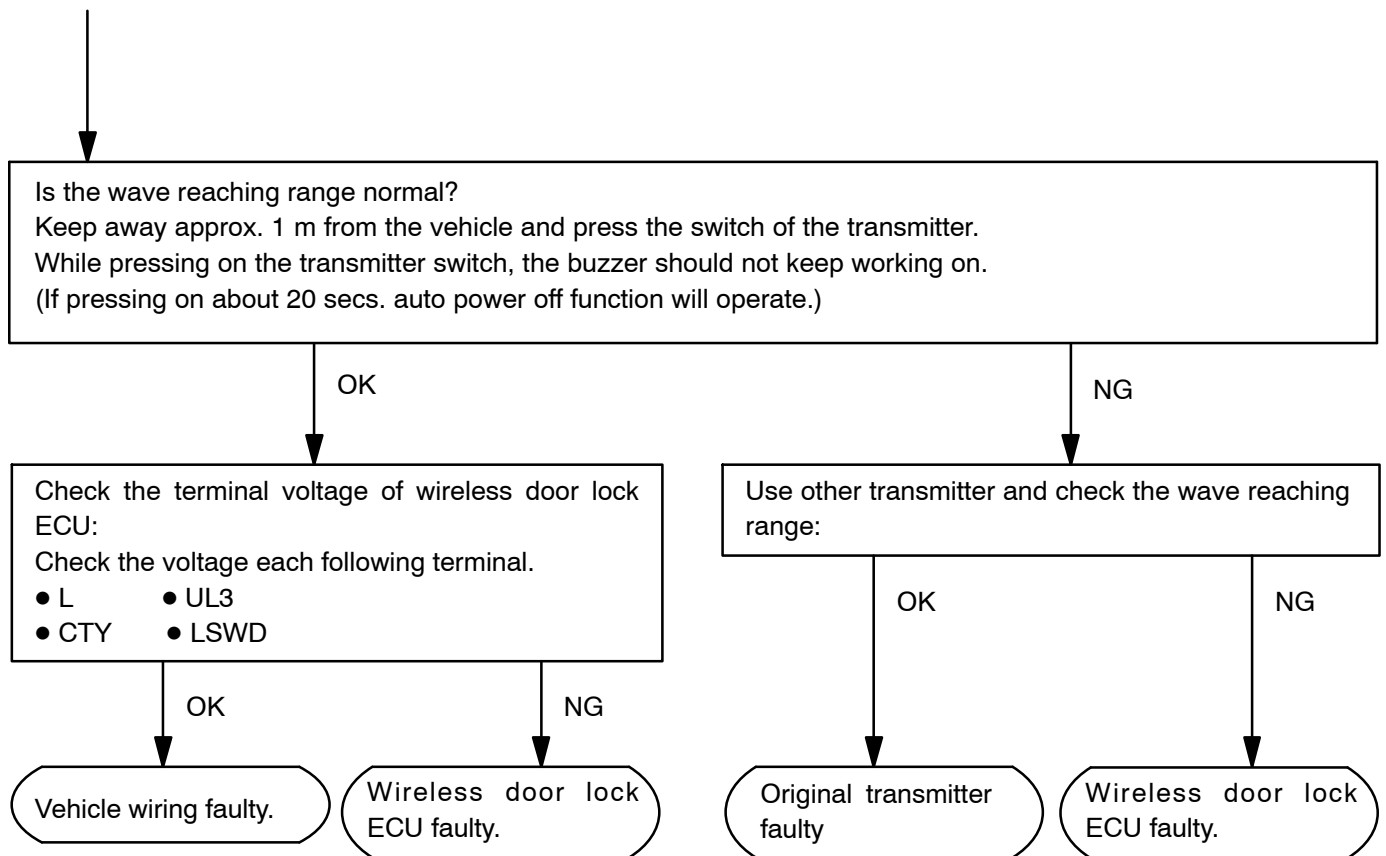 Is the wave reaching range normal?
Keep away approx. 1 m from the vehicle and press the switch of the transmitter.
While pressing on the transmitter switch, the buzzer should not keep working on.
(If pressing on about 20 secs. auto power off function will operate.)
OK
NG
Check the terminal voltage of wireless door lock
ECU:
Check the voltage each following terminal.
● L ● UL3
● CTY ● LSWD
Use other transmitter and check the wave reaching
range:
OK
NG
OK
NG
Vehicle wiring faulty.
Wireless door lock
ECU faulty.
Original transmitter
faulty
Wireless door lock
ECU faulty.